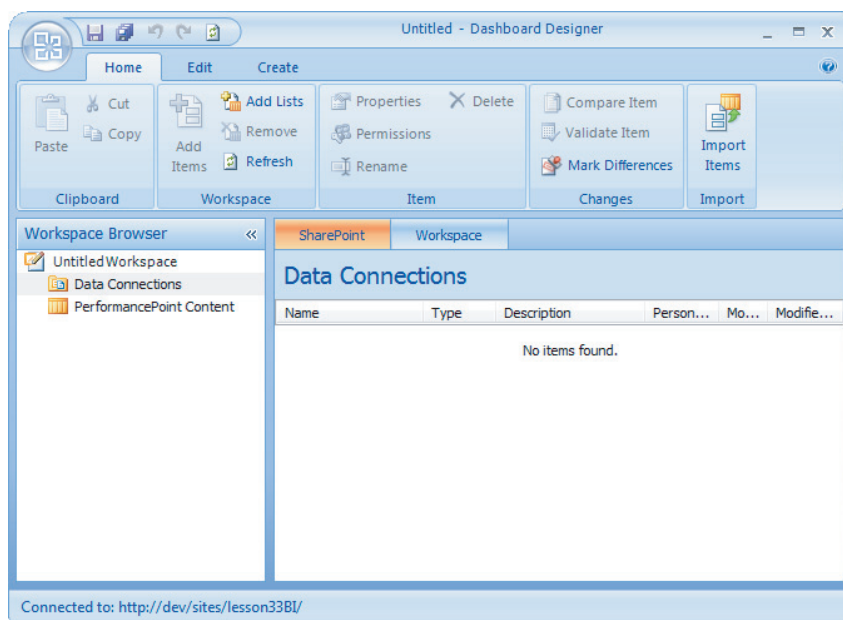 Untitled - Dashboard Designer
Home Edit Create
Paste
Cut
Copy
Clipboard
Add Items
Add Lists
Remove
Refresh
Workspace
Properties
Delete
Permissions
Rename
Item
Compare Item
Validate Item
Mark Differences
Changes
Import Items
Import
Workspace Browser
Untitled Workspace
Data Connections
PerformancePoint Content
SharePoint Workspace
Data Connections
Name Type Description Person... Mo... Modifie...
No items found.
Connected to: http://dev/sites/lesson33BI/